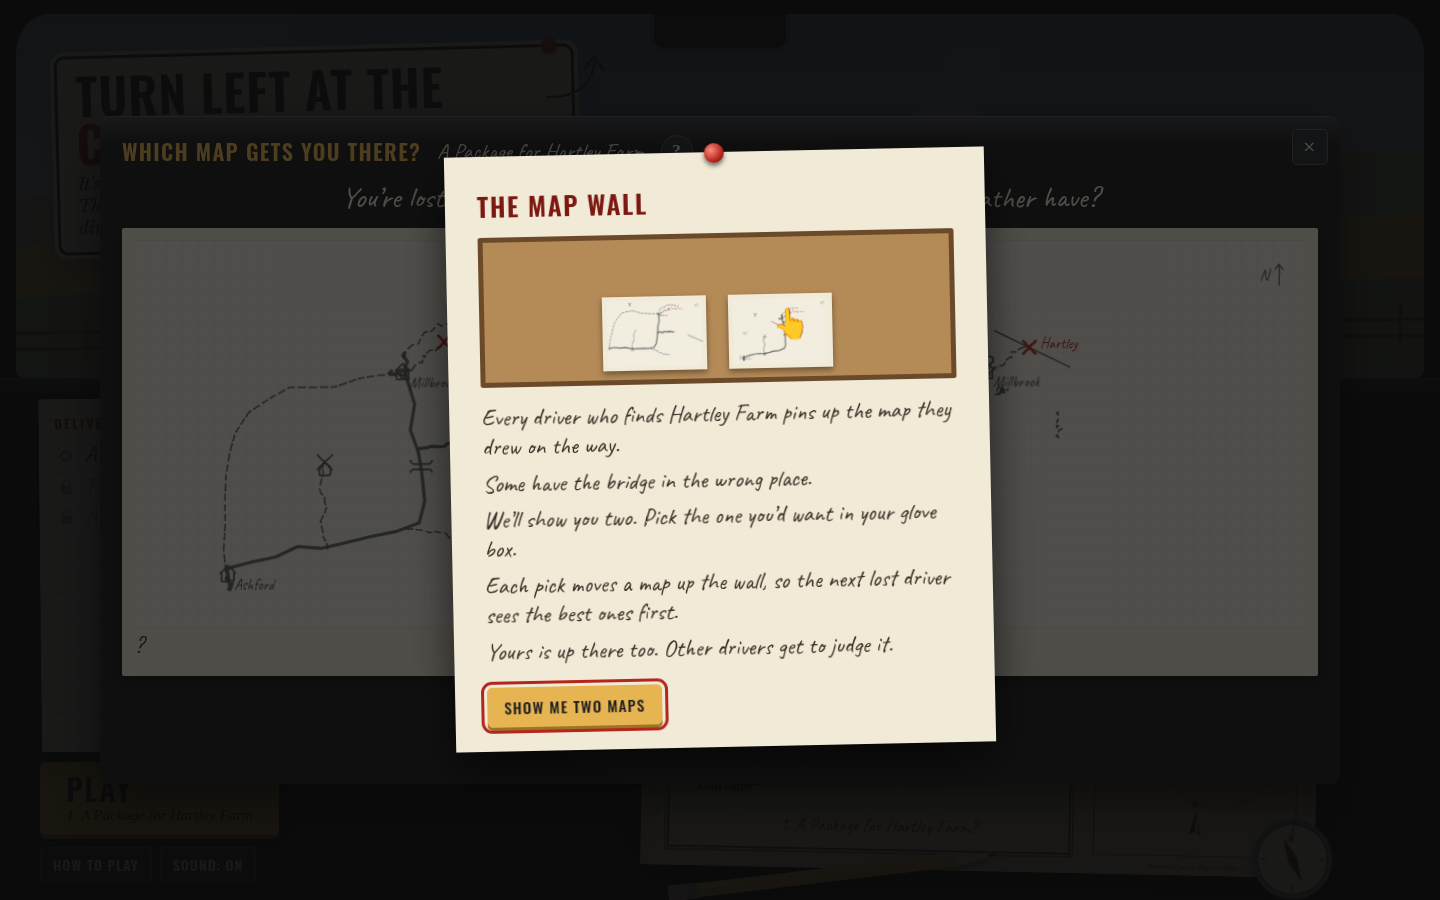 TURN LEFT AT THE
WHICH MAP GETS YOU THERE?
A Package for Hartley Farm
?
×
You're lost
ather have?
THE MAP WALL
Every driver who finds Hartley Farm pins up the map they
drew on the way.
Some have the bridge in the wrong place.
We'll show you two. Pick the one you'd want in your glove
box.
Each pick moves a map up the wall, so the next lost driver
sees the best ones first.
Yours is up there too. Other drivers get to judge it.
SHOW ME TWO MAPS
Millbro
Ashford
?
N
Hartley
Millbrook
DELIVE
PLAY
1. A Package for Hartley Farm
HOW TO PLAY
SOUND: ON
1. A Package for Hartley Farm?